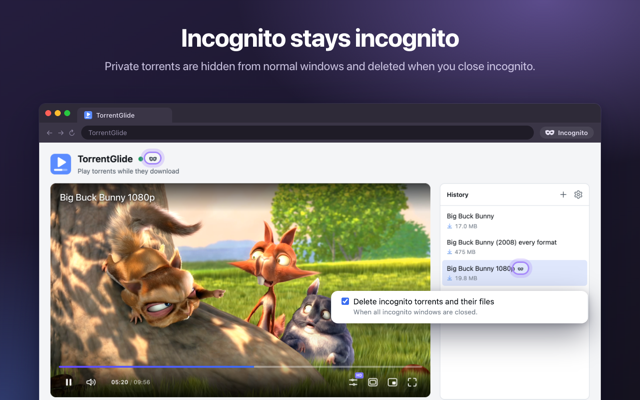 Incognito stays incognito
Private torrents are hidden from normal windows and deleted when you close incognito.
TorrentGlide
TorrentGlide
Incognito
TorrentGlide
Play torrents while they download
Big Buck Bunny 1080p
History
Big Buck Bunny
17.0 MB
Big Buck Bunny (2008) every format
475 MB
Big Buck Bunny 1080p
19.8 MB
Delete incognito torrents and their files
When all incognito windows are closed.
05:20 / 09:56
HD